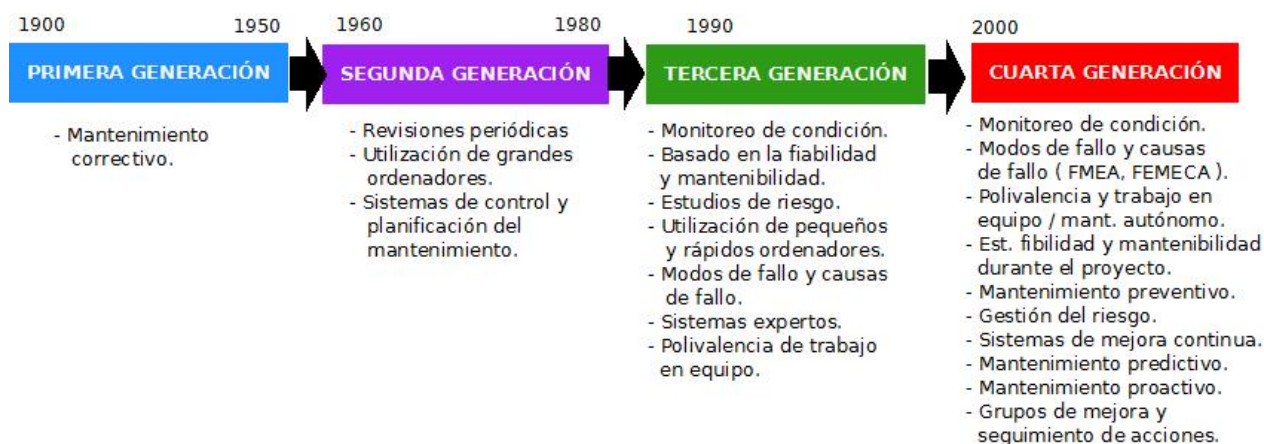 1900 1950
PRIMERA GENERACIÓN
- Mantenimiento
correctivo.
1960 1980
SEGUNDA GENERACIÓN
- Revisiones periódicas
- Utilización de grandes
ordenadores.
- Sistemas de control y
planificación del
mantenimiento.
1990
TERCERA GENERACIÓN
- Monitoreo de condición.
- Basado en la fiabilidad
y mantenibilidad.
- Estudios de riesgo.
- Utilización de pequeños
y rápidos ordenadores.
- Modos de fallo y causas
de fallo.
- Sistemas expertos.
- Polivalencia de trabajo
en equipo.
2000
CUARTA GENERACIÓN
- Monitoreo de condición.
- Modos de fallo y causas
de fallo ( FMEA, FEMECA ).
- Polivalencia y trabajo en
equipo / mant. autónomo.
- Est. fibilidad y mantenibilidad
durante el proyecto.
- Mantenimiento preventivo.
- Gestión del riesgo.
- Sistemas de mejora continua.
- Mantenimiento predictivo.
- Mantenimiento proactivo.
- Grupos de mejora y
seguimiento de acciones.